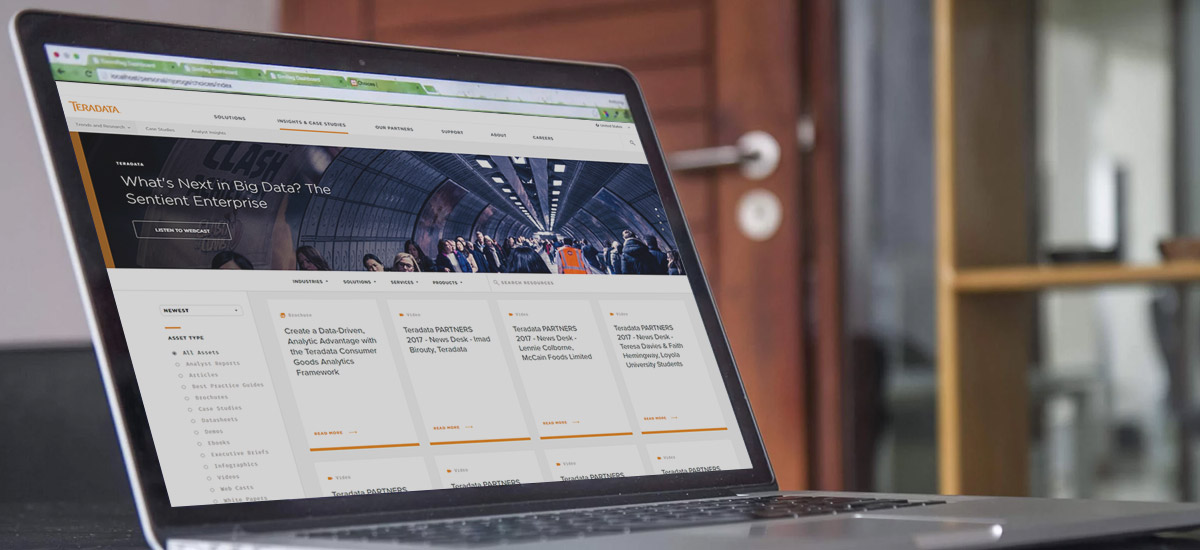 localhost/personal/
TERADATA
SOLUTIONS
INSIGHTS & CASE STUDIES
OUR PARTNERS
SUPPORT
ABOUT
CAREERS
United States
Trends and Research
Case Studies
Analyst Insights
CLASH
TERADATA
What's Next in Big Data? The
Sentient Enterprise
LISTEN TO WEBCAST
INDUSTRIES
SOLUTIONS
SERVICES
PRODUCTS
SEARCH RESOURCES
NEWEST
ASSET TYPE
All Assets
Analyst Reports
Articles
Best Practice Guides
Brochures
Case Studies
Datasheets
Demos
Ebooks
Executive Briefs
Infographics
Videos
Web Casts
White Papers
Brochure
Create a Data-Driven,
Analytic Advantage with
the Teradata Consumer
Goods Analytics
Framework
READ MORE
Video
Teradata PARTNERS
2017 - News Desk - Imad
Birouty, Teradata
READ MORE
Video
Teradata PARTNERS
2017 - News Desk -
Lennie Colborne,
McCain Foods Limited
READ MORE
Video
Teradata PARTNERS
2017 - News Desk -
Teresa Davies & Faith
Hemingway, Loyola
University Students
READ MORE
Video
Teradata PARTNERS
Video
Teradata PARTNERS
Video
Teradata PARTNERS
Video
Teradata PARTNERS